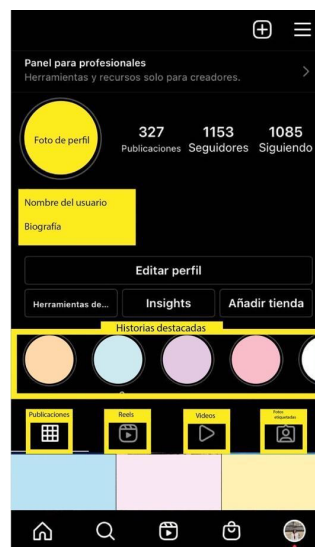 Panel para profesionales
Herramientas y recursos solo para creadores.
Foto de perfil
327 1153 1085
Publicaciones Seguidores Siguiendo
Nombre del usuario
Biografía
Editar perfil
Herramientas de... Insights Añadir tienda
Historias destacadas
Publicaciones Reels Videos Fotos
etiquetadas